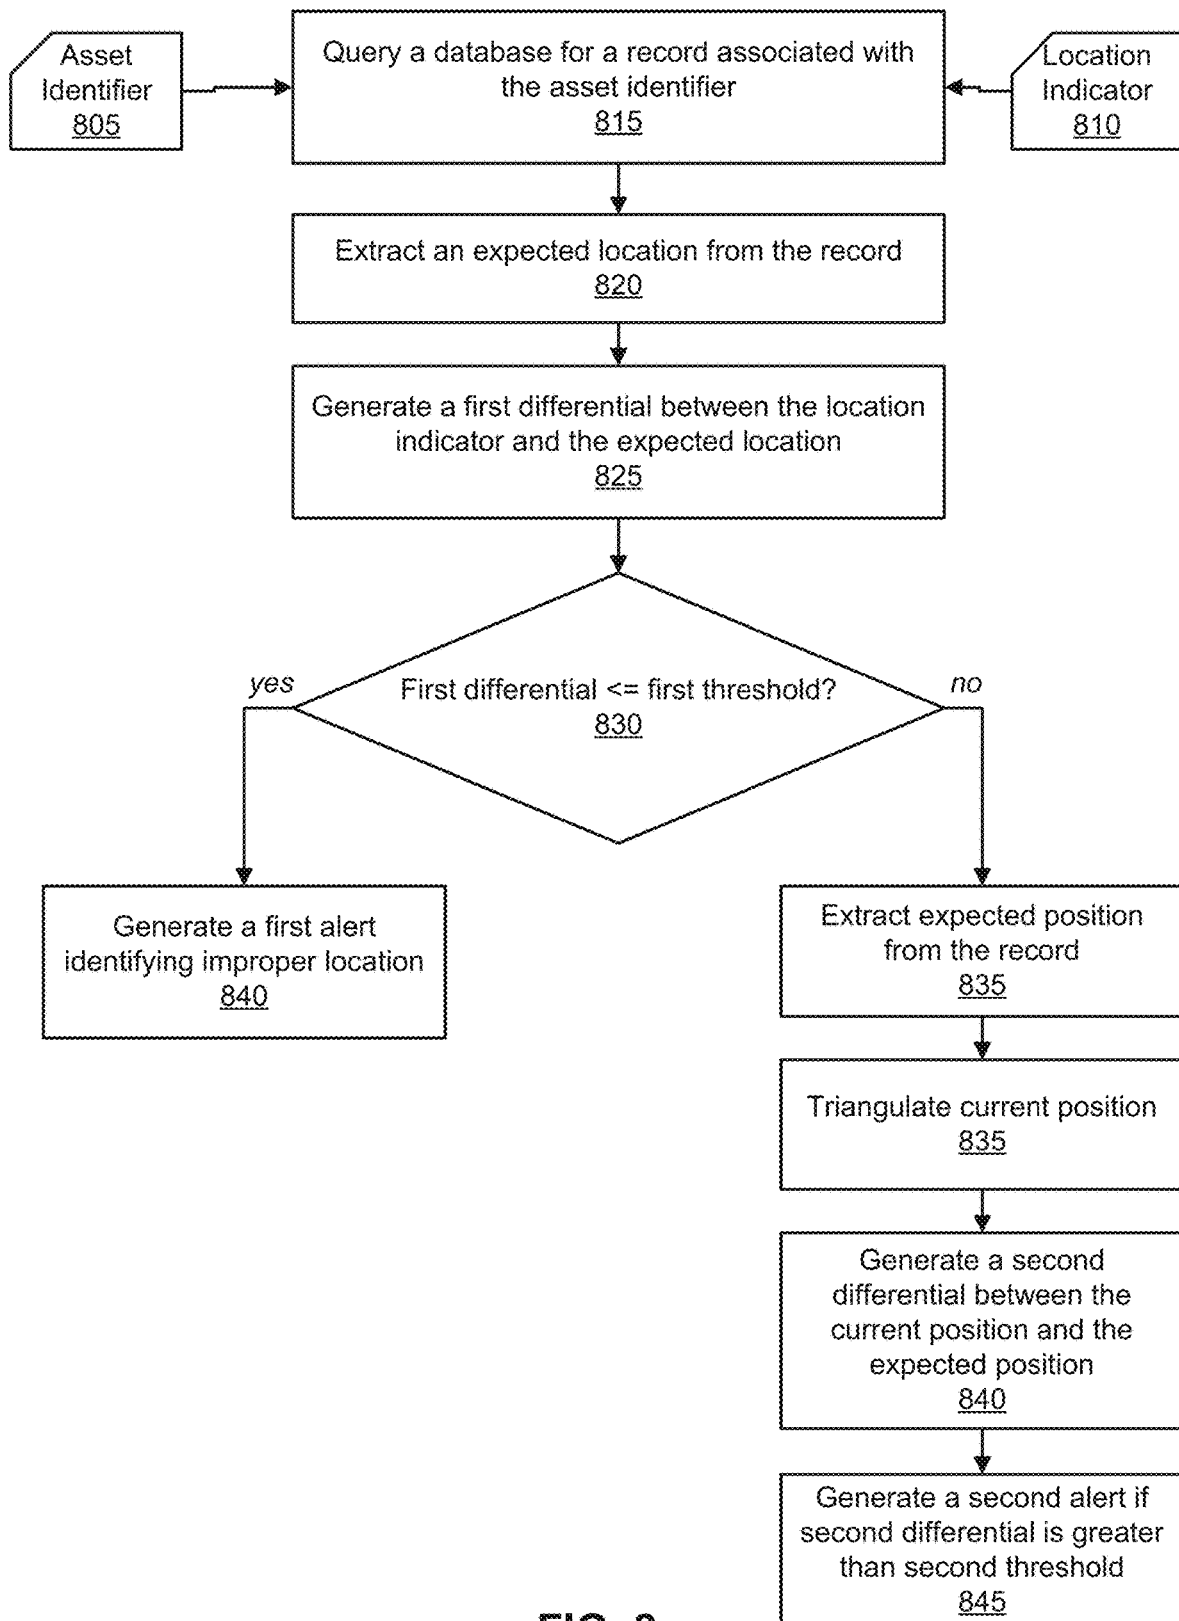 Asset
Identifier
805
Query a database for a record associated with
the asset identifier
815
Location
Indicator
810
Extract an expected location from the record
820
Generate a first differential between the location
indicator and the expected location
825
yes
First differential <= first threshold?
830
no
Generate a first alert
identifying improper location
840
Extract expected position
from the record
835
Triangulate current position
835
Generate a second
differential between the
current position and the
expected position
840
Generate a second alert if
second differential is greater
than second threshold
845